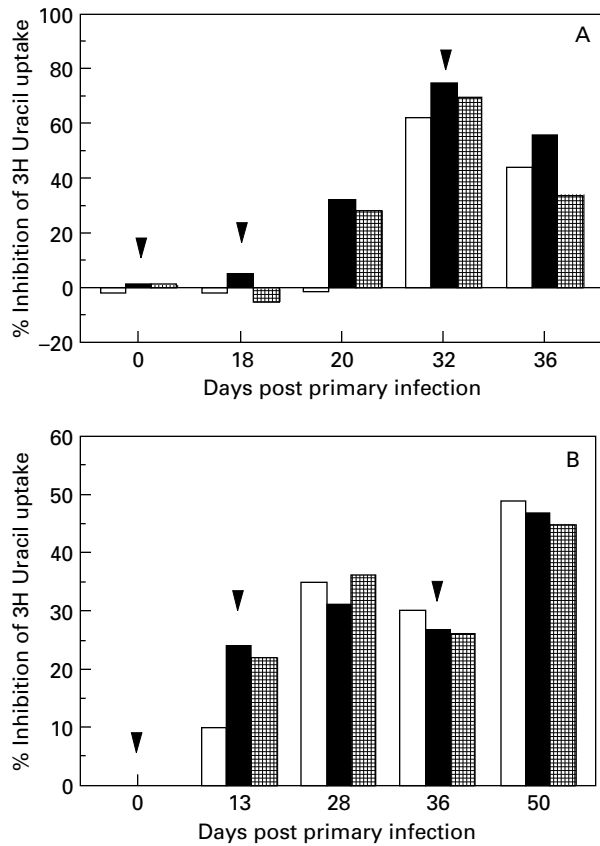 A
% Inhibition of 3H Uracil uptake
100
80
60
40
20
0
–20
0 18 20 32 36
Days post primary infection
B
% Inhibition of 3H Uracil uptake
60
50
40
30
20
10
0
0 13 28 36 50
Days post primary infection